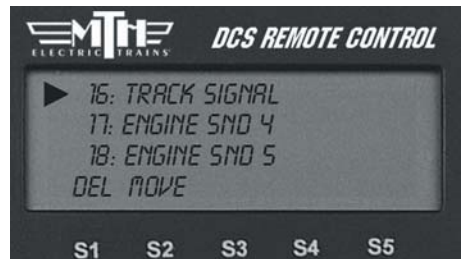 MTH
ELECTRIC TRAINS
DCS REMOTE CONTROL
16: TRACK SIGNAL
17: ENGINE SND 4
18: ENGINE SND 5
DEL MOVE
S1 S2 S3 S4 S5